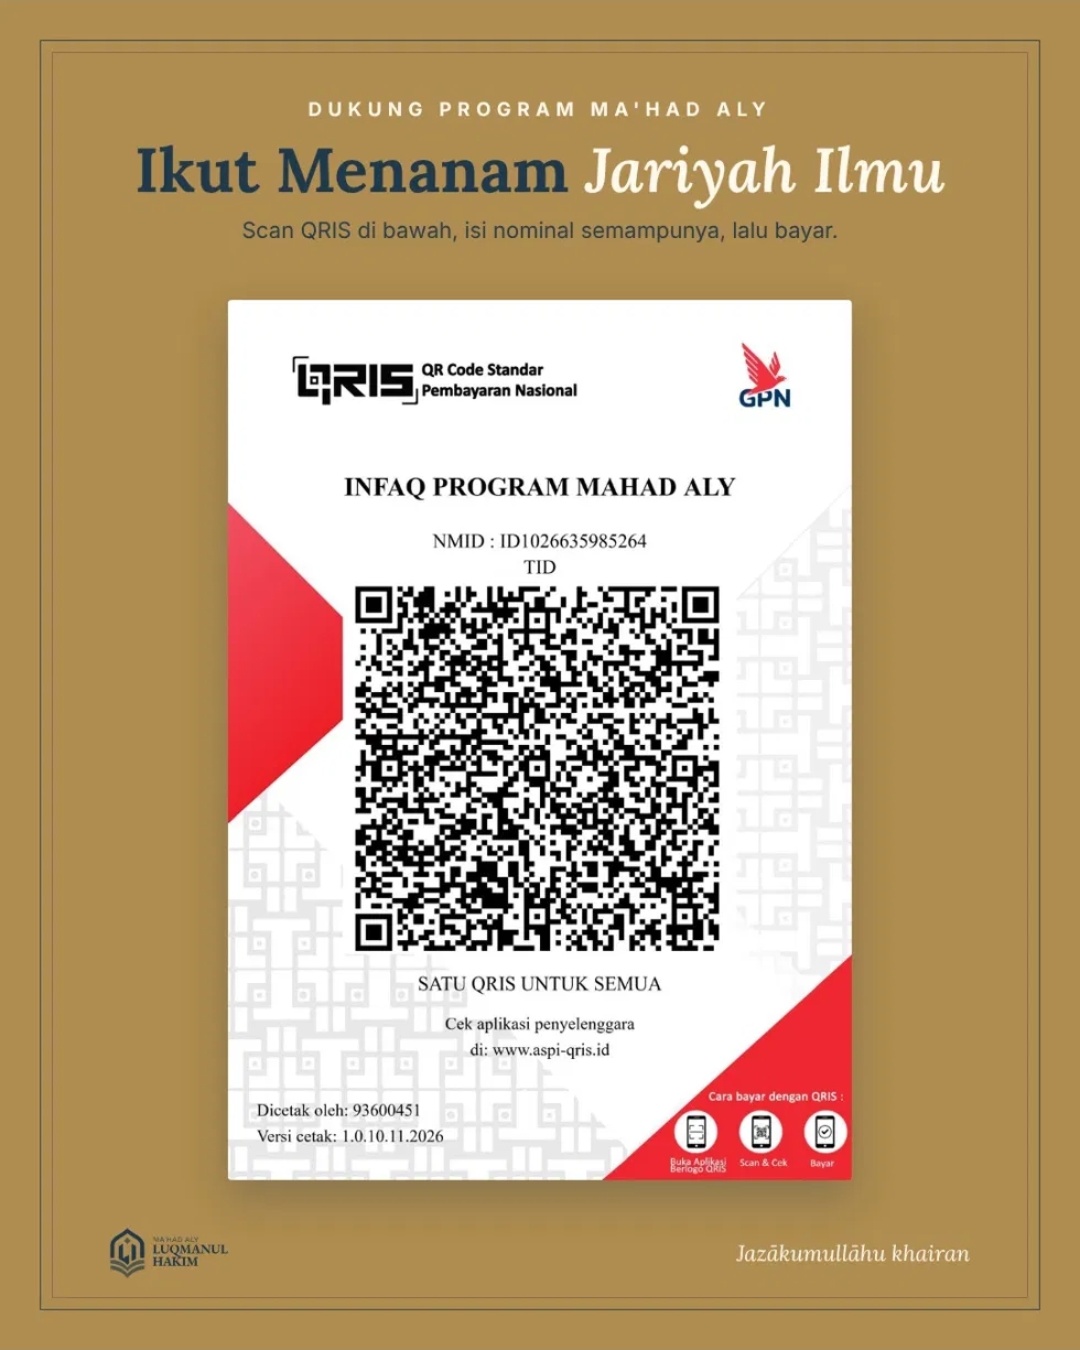 DUKUNG PROGRAM MA'HAD ALY
Ikut Menanam Jariyah Ilmu
Scan QRIS di bawah, isi nominal semampunya, lalu bayar.
QRIS QR Code Standar
Pembayaran Nasional
GPN
INFAQ PROGRAM MAHAD ALY
NMID : ID1026635985264
TID
SATU QRIS UNTUK SEMUA
Cek aplikasi penyelenggara
di: www.aspi-qris.id
Dicetak oleh: 93600451
Versi cetak: 1.0.10.11.2026
Cara bayar dengan QRIS :
Buka Aplikasi
Berlogo QRIS
Scan & Cek
Bayar
MA'HAD ALY
LUQMANUL
HAKIM
Jazākumullāhu khairan